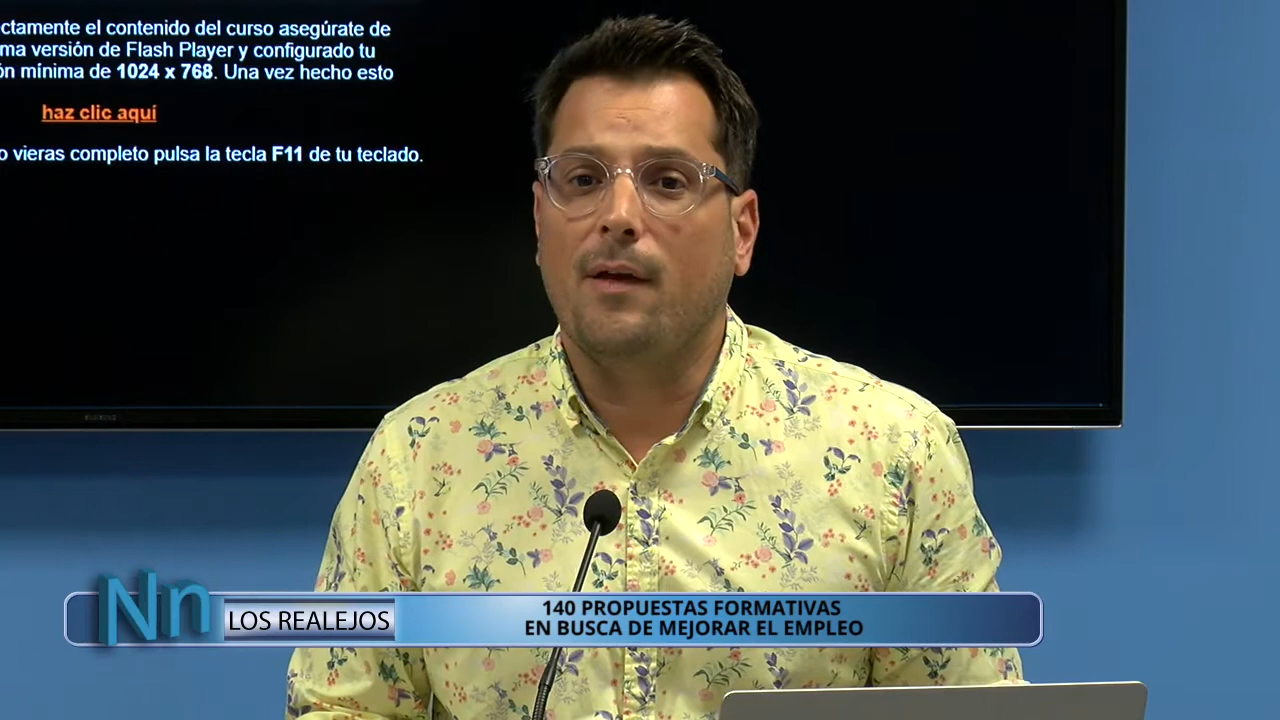 ctamente el contenido del curso asegúrate de
ma versión de Flash Player y configurado tu
ón mínima de 1024 x 768. Una vez hecho esto
haz clic aquí
o vieras completo pulsa la tecla F11 de tu teclado.
Nn
LOS REALEJOS
140 PROPUESTAS FORMATIVAS
EN BUSCA DE MEJORAR EL EMPLEO